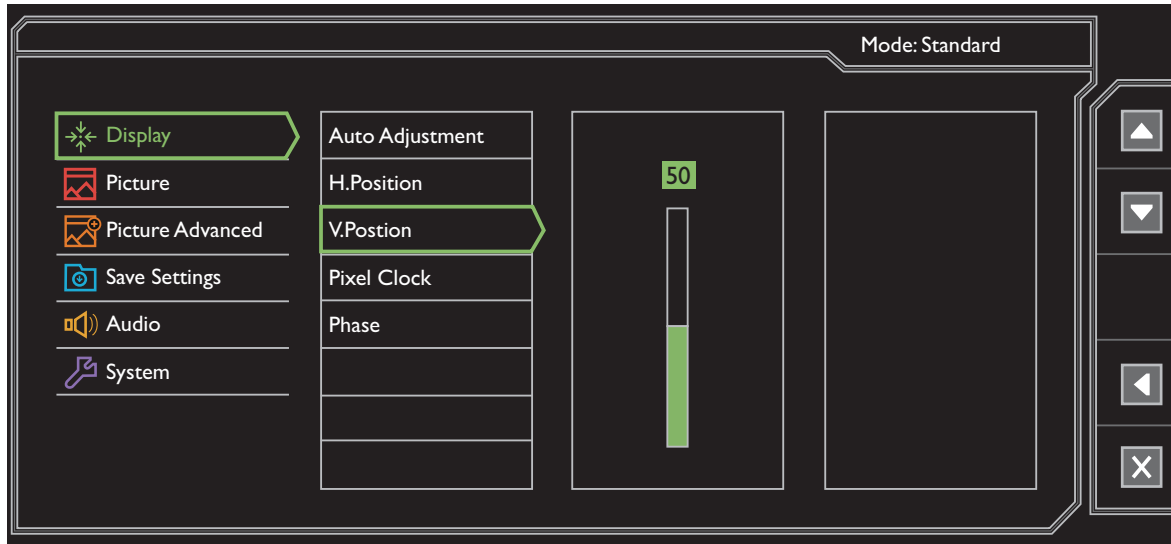 Mode: Standard
Display
Picture
Picture Advanced
Save Settings
Audio
System
Auto Adjustment
H.Position
V.Postion
Pixel Clock
Phase
50
X